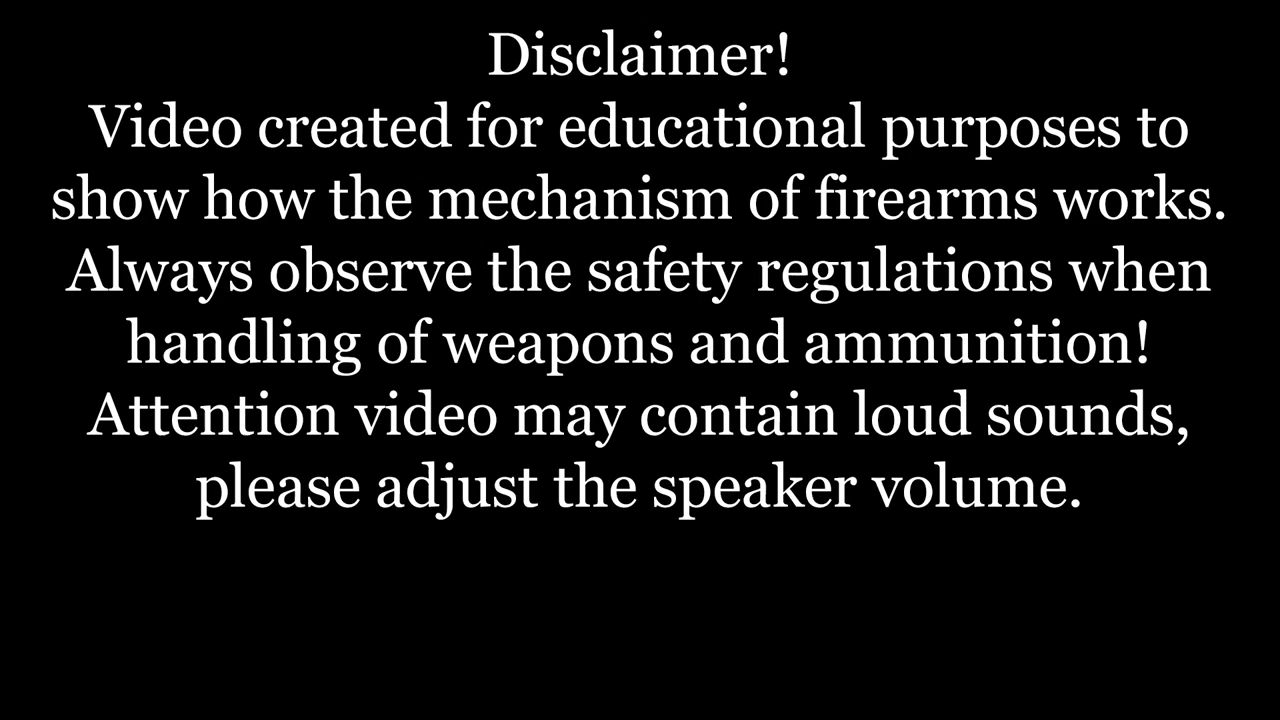 Disclaimer!
Video created for educational purposes to
show how the mechanism of firearms works.
Always observe the safety regulations when
handling of weapons and ammunition!
Attention video may contain loud sounds,
please adjust the speaker volume.